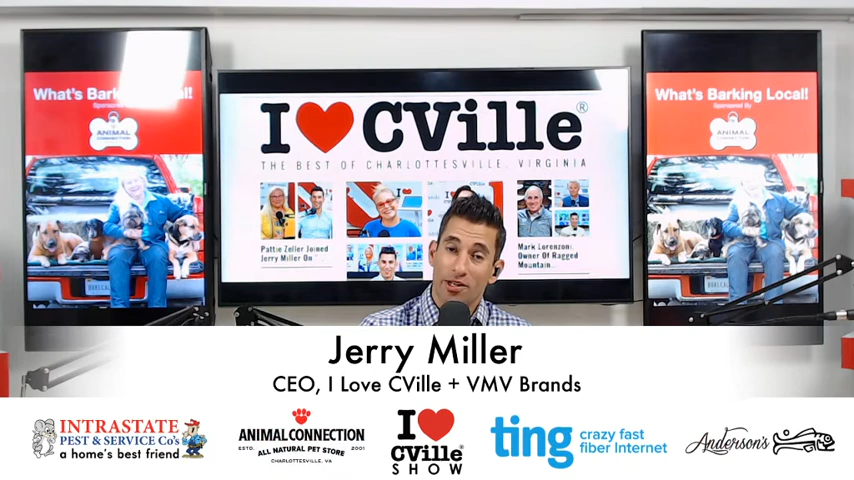 What's Barking Local!
Sponsored By
ANIMAL
CONNECTION
I ❤ CVille®
THE BEST OF CHARLOTTESVILLE, VIRGINIA
Pattie Zeller Joined
Jerry Miller On "...
Mark Lorenzoni
Owner Of Ragged
Mountain...
What's Barking Local!
Sponsored By
ANIMAL
CONNECTION
Jerry Miller
CEO, I Love CVille + VMV Brands
INTRASTATE
PEST & SERVICE Co's
a home's best friend
ANIMAL CONNECTION
ESTD. ALL NATURAL PET STORE 2001
CHARLOTTESVILLE, VA
I ❤
CVille
SHOW
ting crazy fast
fiber Internet
Anderson's